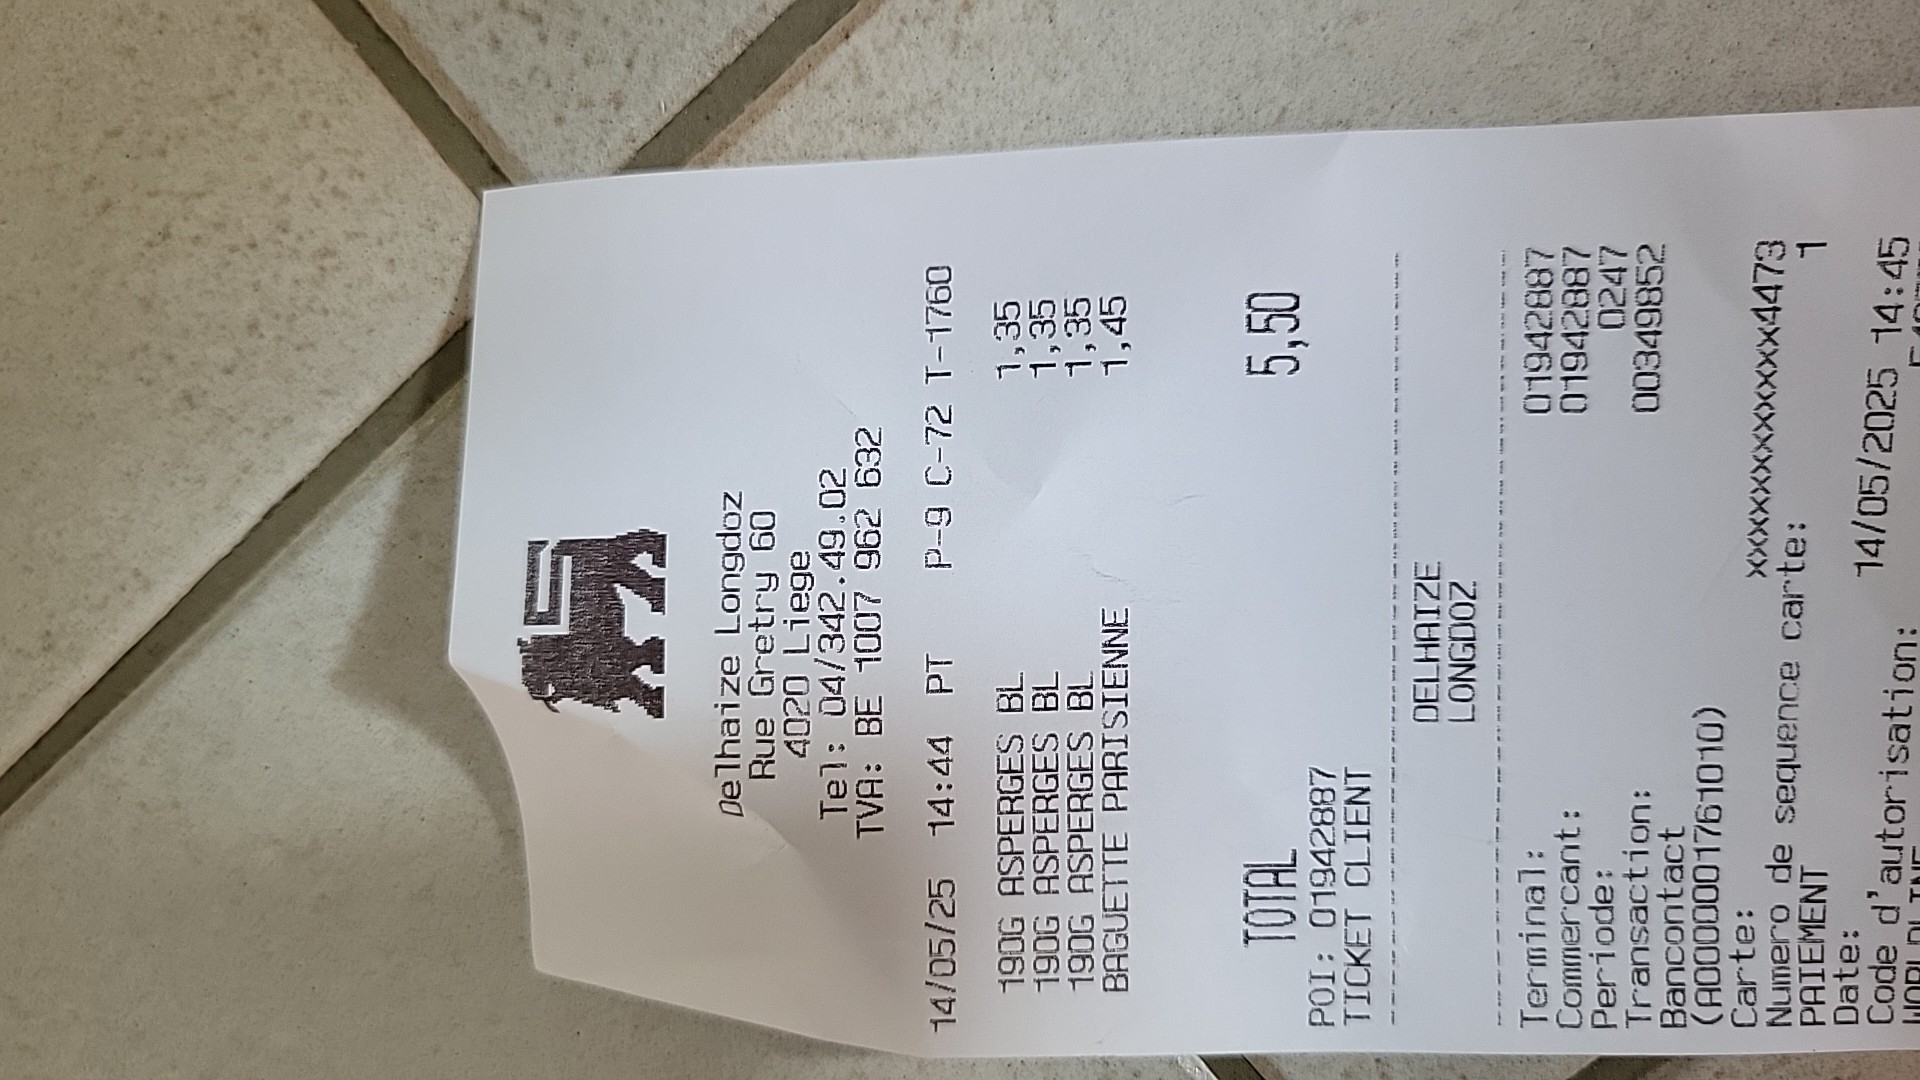 Delhaize Longdoz
Rue Gretry 60
4020 Liege
Tel: 04/342.49.02
TVA: BE 1007 962 632
14/05/25 14:44 PT P-9 C-72 T-1760
190G ASPERGES BL 1,35
190G ASPERGES BL 1,35
190G ASPERGES BL 1,35
BAGUETTE PARISIENNE 1,45
TOTAL 5,50
POI: 01942887
TICKET CLIENT
DELHAIZE
LONGDOZ
Terminal: 01942887
Commercant: 01942887
Periode: 0247
Transaction: 00349852
Bancontact
(A0000001761010)
Carte: xxxxxxxxxxxxx4473
Numero de sequence carte: 1
PAIEMENT
Date: 14/05/2025 14:45
Code d'autorisation: